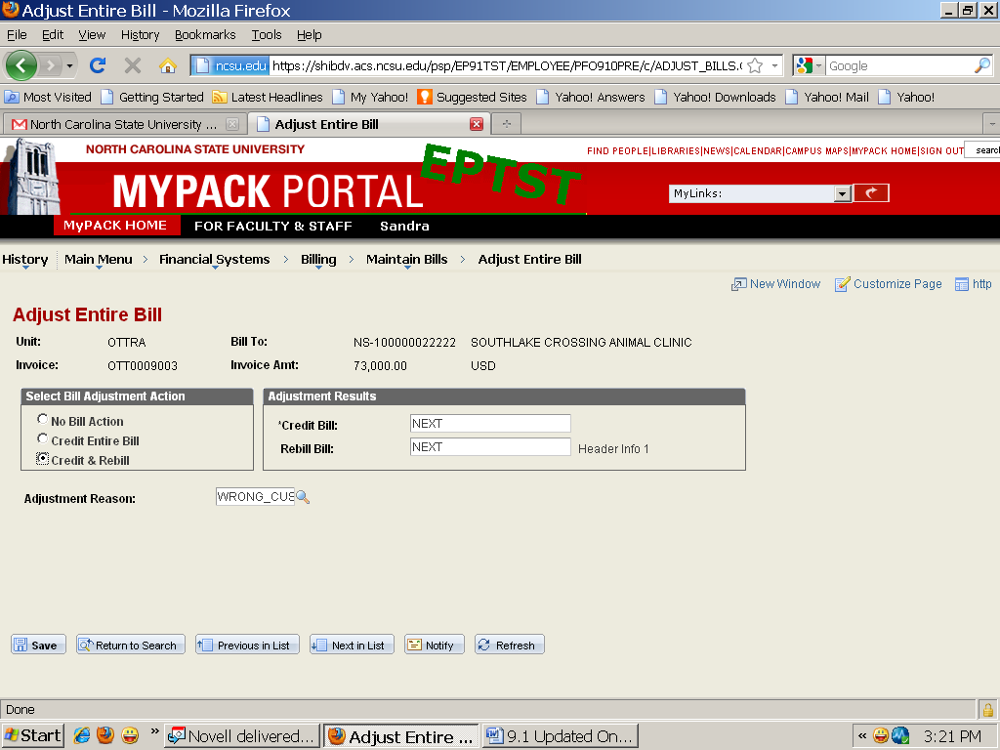 Adjust Entire Bill - Mozilla Firefox
File Edit View History Bookmarks Tools Help
ncsu.edu https://shibdv.acs.ncsu.edu/psp/EP91TST/EMPLOYEE/PFO910PRE/c/ADJUST_BILLS.( Google
Most Visited Getting Started Latest Headlines My Yahoo! Suggested Sites Yahoo! Answers Yahoo! Downloads Yahoo! Mail Yahoo!
North Carolina State University ... Adjust Entire Bill
NORTH CAROLINA STATE UNIVERSITY
FIND PEOPLE|LIBRARIES|NEWS|CALENDAR|CAMPUS MAPS|MYPACK HOME|SIGN OUT search
MYPACK PORTAL EPTST
MyLinks:
MyPACK HOME FOR FACULTY & STAFF Sandra
History Main Menu > Financial Systems > Billing > Maintain Bills > Adjust Entire Bill
New Window Customize Page http
Adjust Entire Bill
Unit: OTTRA Bill To: NS-100000022222 SOUTHLAKE CROSSING ANIMAL CLINIC
Invoice: OTT0009003 Invoice Amt: 73,000.00 USD
Select Bill Adjustment Action Adjustment Results
No Bill Action
Credit Entire Bill
Credit & Rebill
*Credit Bill: NEXT
Rebill Bill: NEXT Header Info 1
Adjustment Reason: WRONG_CUS
Save Return to Search Previous in List Next in List Notify Refresh
Done
Start » Novell delivered... Adjust Entire ... 9.1 Updated On... « 3:21 PM